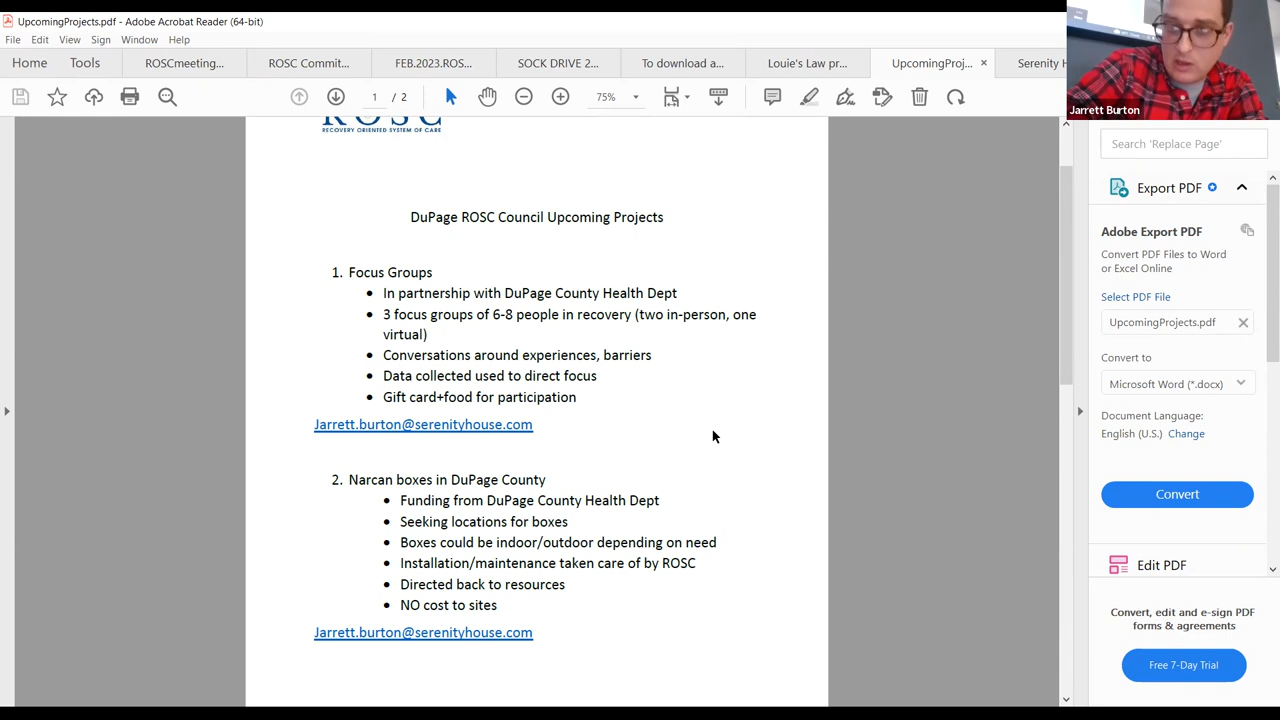 UpcomingProjects.pdf - Adobe Acrobat Reader (64-bit)
File Edit View Sign Window Help
Home Tools ROSCmeeting... ROSC Commit... FEB.2023.ROS... SOCK DRIVE 2... To download a... Louie's Law pr... UpcomingProj... × Serenity H
1 / 2 75%
Jarrett Burton
ROSC
RECOVERY ORIENTED SYSTEM OF CARE
DuPage ROSC Council Upcoming Projects
1. Focus Groups
• In partnership with DuPage County Health Dept
• 3 focus groups of 6-8 people in recovery (two in-person, one
virtual)
• Conversations around experiences, barriers
• Data collected used to direct focus
• Gift card+food for participation
Jarrett.burton@serenityhouse.com
2. Narcan boxes in DuPage County
• Funding from DuPage County Health Dept
• Seeking locations for boxes
• Boxes could be indoor/outdoor depending on need
• Installation/maintenance taken care of by ROSC
• Directed back to resources
• NO cost to sites
Jarrett.burton@serenityhouse.com
Search 'Replace Page'
Export PDF
Adobe Export PDF
Convert PDF Files to Word
or Excel Online
Select PDF File
UpcomingProjects.pdf
Convert to
Microsoft Word (*.docx)
Document Language:
English (U.S.) Change
Convert
Edit PDF
Convert, edit and e-sign PDF
forms & agreements
Free 7-Day Trial